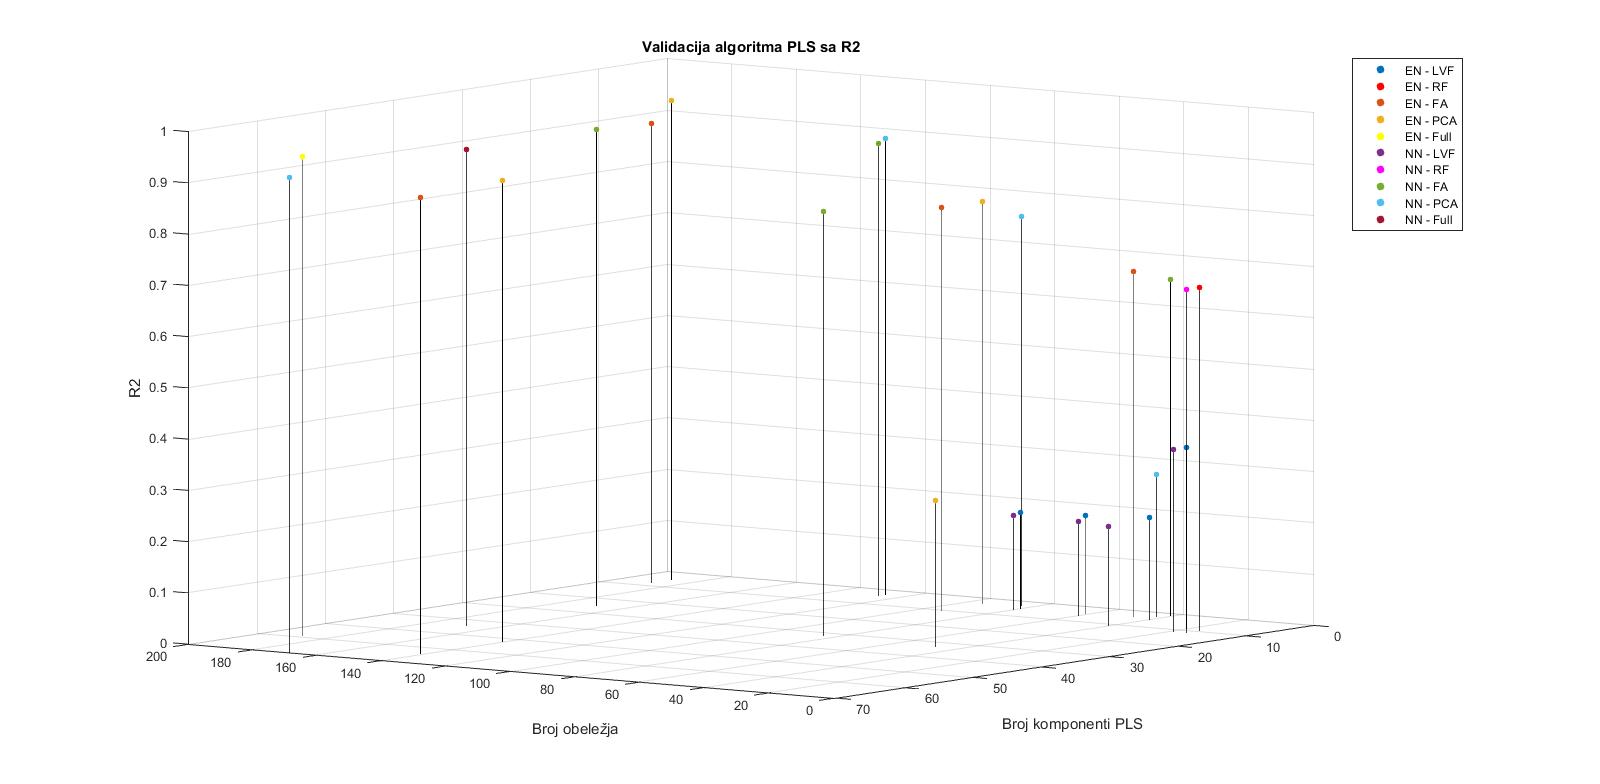 Validacija algoritma PLS sa R2
EN - LVF
EN - RF
EN - FA
EN - PCA
EN - Full
NN - LVF
NN - RF
NN - FA
NN - PCA
NN - Full
1
0.9
0.8
0.7
0.6
0.5
0.4
0.3
0.2
0.1
0
R2
200
180
160
140
120
100
80
60
40
20
0
Broj obeležja
70
60
50
40
30
20
10
0
Broj komponenti PLS